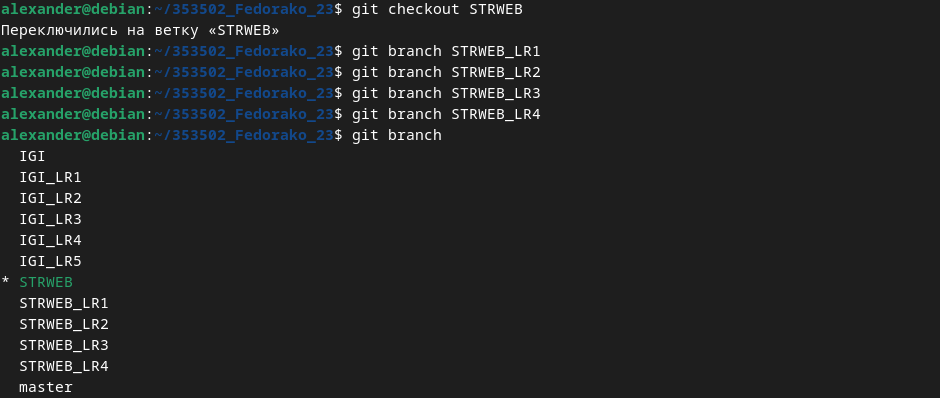 alexander@debian:~/353502_Fedorako_23$ git checkout STRWEB
Переключились на ветку «STRWEB»
alexander@debian:~/353502_Fedorako_23$ git branch STRWEB_LR1
alexander@debian:~/353502_Fedorako_23$ git branch STRWEB_LR2
alexander@debian:~/353502_Fedorako_23$ git branch STRWEB_LR3
alexander@debian:~/353502_Fedorako_23$ git branch STRWEB_LR4
alexander@debian:~/353502_Fedorako_23$ git branch
  IGI
  IGI_LR1
  IGI_LR2
  IGI_LR3
  IGI_LR4
  IGI_LR5
* STRWEB
  STRWEB_LR1
  STRWEB_LR2
  STRWEB_LR3
  STRWEB_LR4
  master